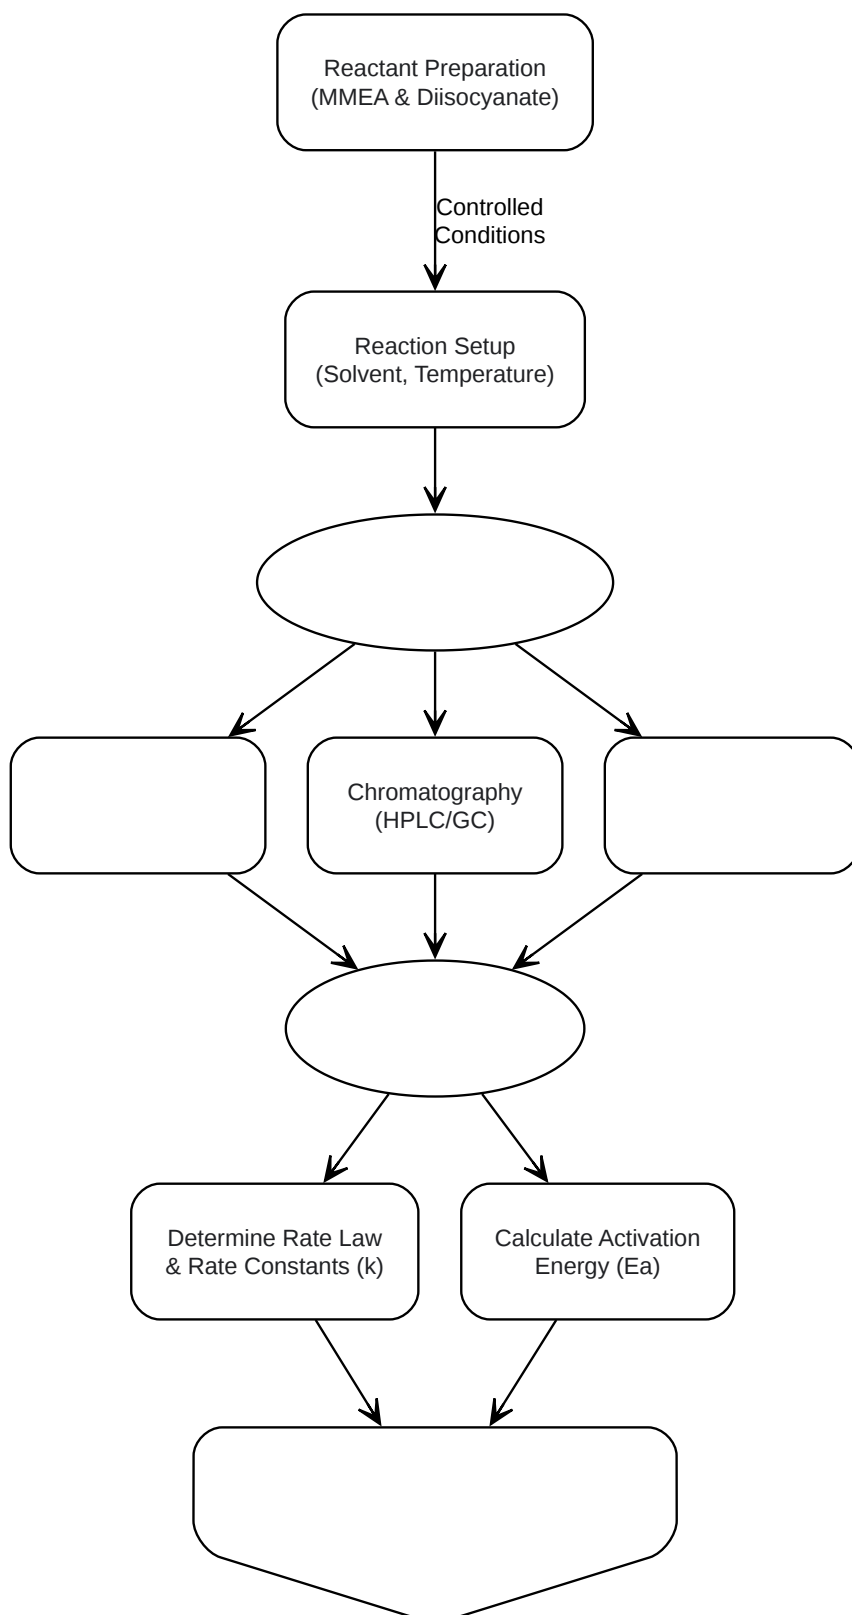 Reactant Preparation
(MMEA & Diisocyanate)
Controlled
Conditions
Reaction Setup
(Solvent, Temperature)
Chromatography
(HPLC/GC)
Determine Rate Law
& Rate Constants (k)
Calculate Activation
Energy (Ea)